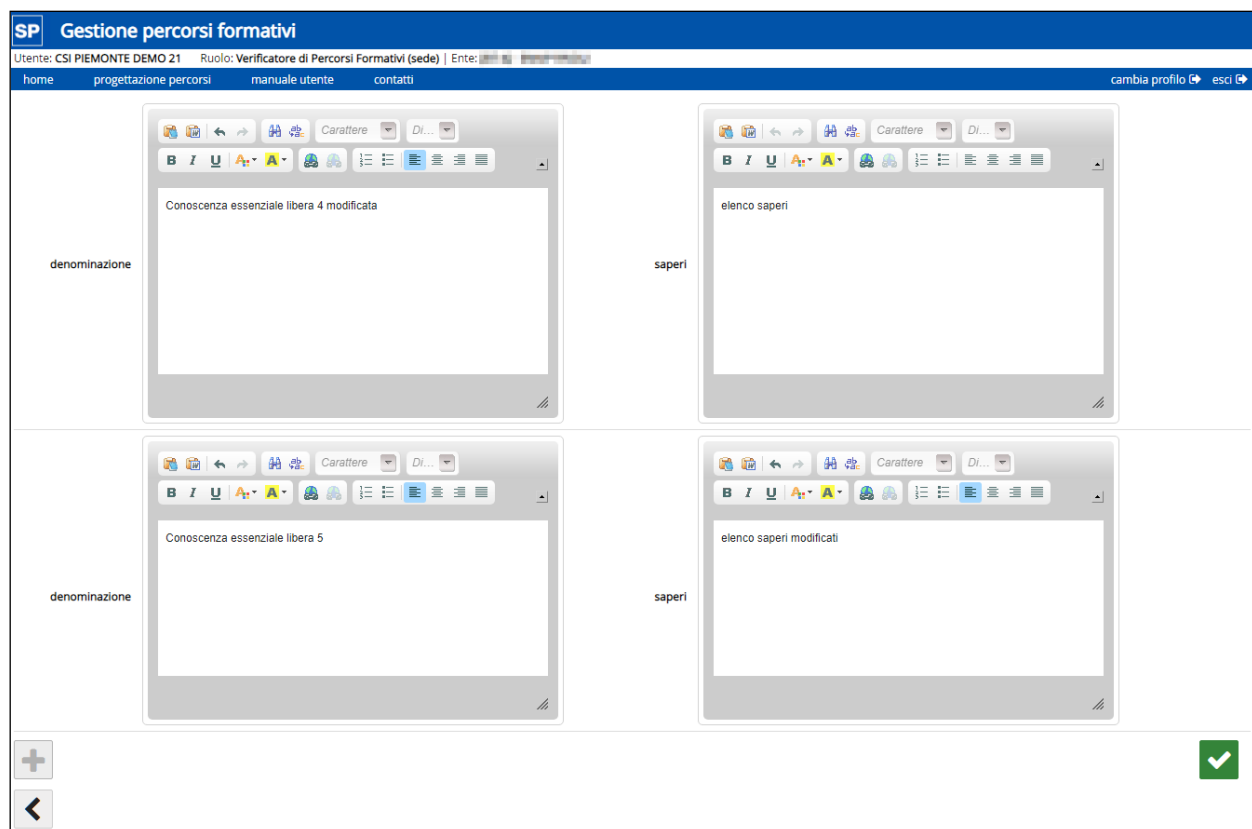 SP Gestione percorsi formativi
Utente: CSI PIEMONTE DEMO 21 Ruolo: Verificatore di Percorsi Formativi (sede) | Ente:
home progettazione percorsi manuale utente contatti cambia profilo esci
Carattere Di...
B I U A A
Conoscenza essenziale libera 4 modificata
denominazione
Carattere Di...
B I U A A
elenco saperi
saperi
Carattere Di...
B I U A A
Conoscenza essenziale libera 5
denominazione
Carattere Di...
B I U A A
elenco saperi modificati
saperi